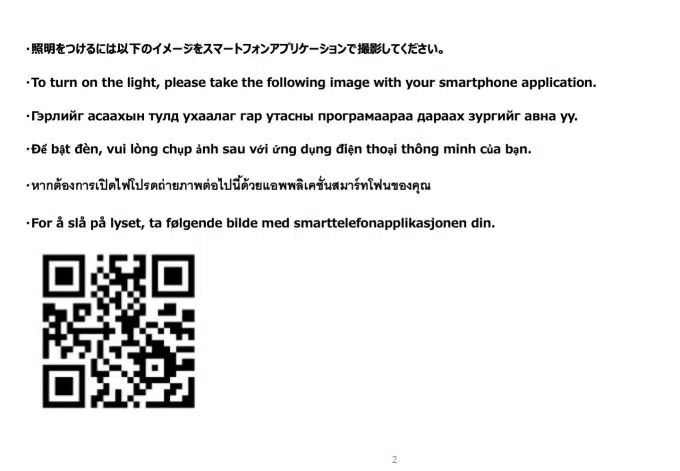 ・照明をつけるには以下のイメージをスマートフォンアプリケーションで撮影してください。
・To turn on the light, please take the following image with your smartphone application.
・Гэрлийг асаахын тулд ухаалаг гар утасны програмаараа дараах зургийг авна уу.
・Để bật đèn, vui lòng chụp ảnh sau với ứng dụng điện thoại thông minh của bạn.
・หากต้องการเปิดไฟโปรดถ่ายภาพต่อไปนี้ด้วยแอพพลิเคชั่นสมาร์ทโฟนของคุณ
・For å slå på lyset, ta følgende bilde med smarttelefonapplikasjonen din.
2